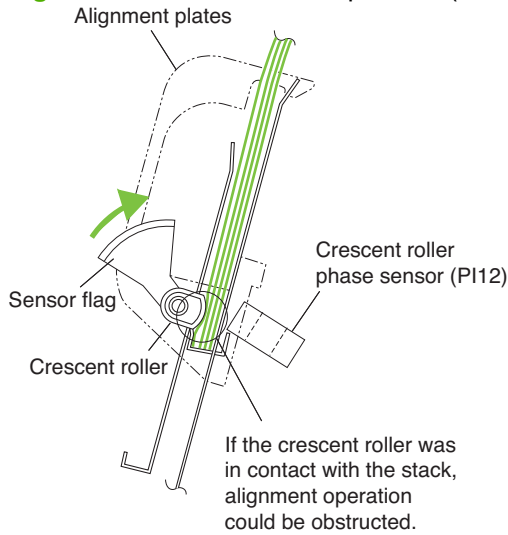 Alignment plates
Crescent roller
phase sensor (PI12)
Sensor flag
Crescent roller
If the crescent roller was
in contact with the stack,
alignment operation
could be obstructed.